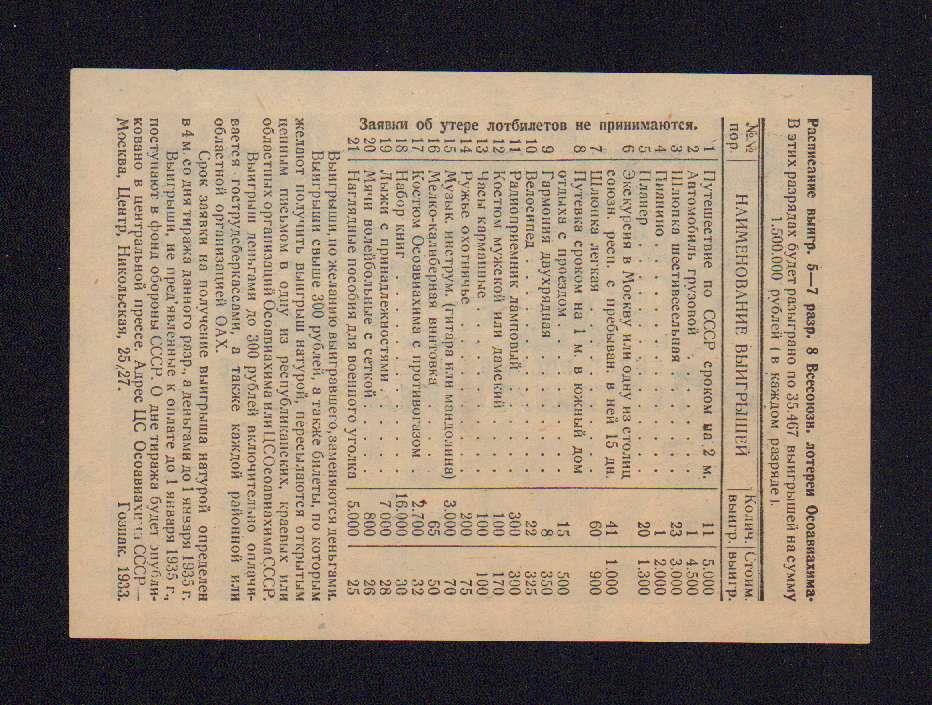 Расписание выигр. 5—7 разр. 8 Всесоюзн. лотереи Осоавиахима.
В этих разрядах будет разыграно по 35.467 выигрышей на сумму
1.500.000 рублей (в каждом разряде).
№№ пор. НАИМЕНОВАНИЕ ВЫИГРЫШЕЙ Колич. выигр. Стоим. выигр.
1 Путешествие по СССР сроком на 2 м. 11 5.000
2 Автомобиль грузовой 1 4.500
3 Шлюпка шестивесельная 23 3.000
4 Пианино 1 2.000
5 Планер 20 1.300
6 Экскурсия в Москву или одну из столиц
союзн. респ. с пребыван. в ней 15 дн. 41 1.000
7 Шлюпка легкая 60 900
8 Путевка сроком на 1 м. в южный дом
отдыха с проездом 15 500
9 Гармония двухрядная 8 350
10 Велосипед 22 325
11 Радиоприемник ламповый 300 300
12 Костюм мужской или дамский 100 170
13 Часы карманные 100 100
14 Ружье охотничье 200 75
15 Музык. инструм. (гитара или мандолина) 3.000 70
16 Мелко-калиберная винтовка 65 50
17 Костюм Осоавиахима с противогазом 2.700 32
18 Набор книг 16.000 30
19 Лыжи с принадлежностями 7.000 28
20 Мячи волейбольные с сеткой 800 26
21 Наглядные пособия для военного уголка 5.000 25
Заявки об утере лотбилетов не принимаются.
Выигрыши, по желанию выигравшего, заменяются деньгами.
Выигрыши свыше 300 рублей, а также билеты, по которым
желают получить выигрыш натурой, пересылаются открытым
ценным письмом в одну из республиканских, краевых или
областных организаций Осоавиахима или ЦС Осоавиахима СССР.
Выигрыш деньгами до 300 рублей включительно оплачи-
вается гострудсберкассами, а также каждой районной или
областной организацией ОАХ.
Срок заявки на получение выигрыша натурой определен
в 4 м. со дня тиража данного разр., а деньгами до 1 января 1935 г.
Выигрыши, не пред'явленные к оплате до 1 января 1935 г.,
поступают в фонд обороны СССР. О дне тиража будет опубли-
ковано в центральной прессе. Адрес ЦС Осоавиахима СССР —
Москва, Центр, Никольская, 25/27. Гознак. 1933.